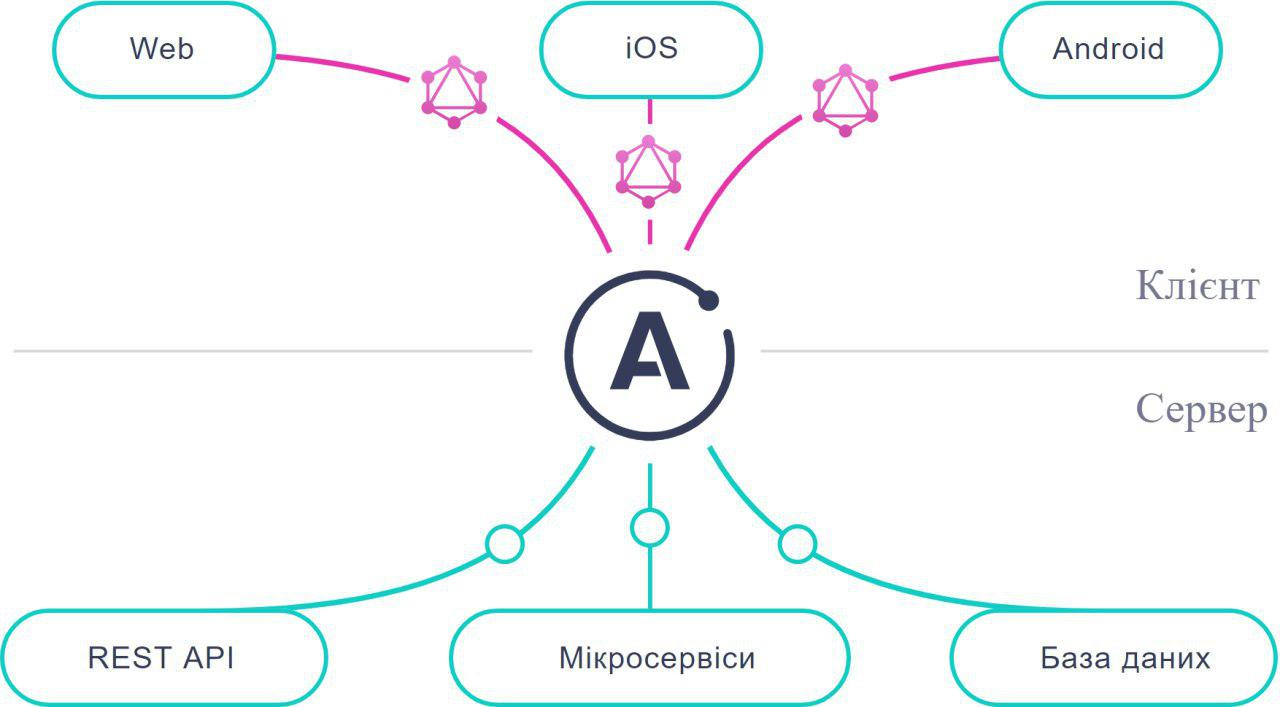 Web
iOS
Android
Клієнт
A
Сервер
REST API
Мікросервіси
База даних